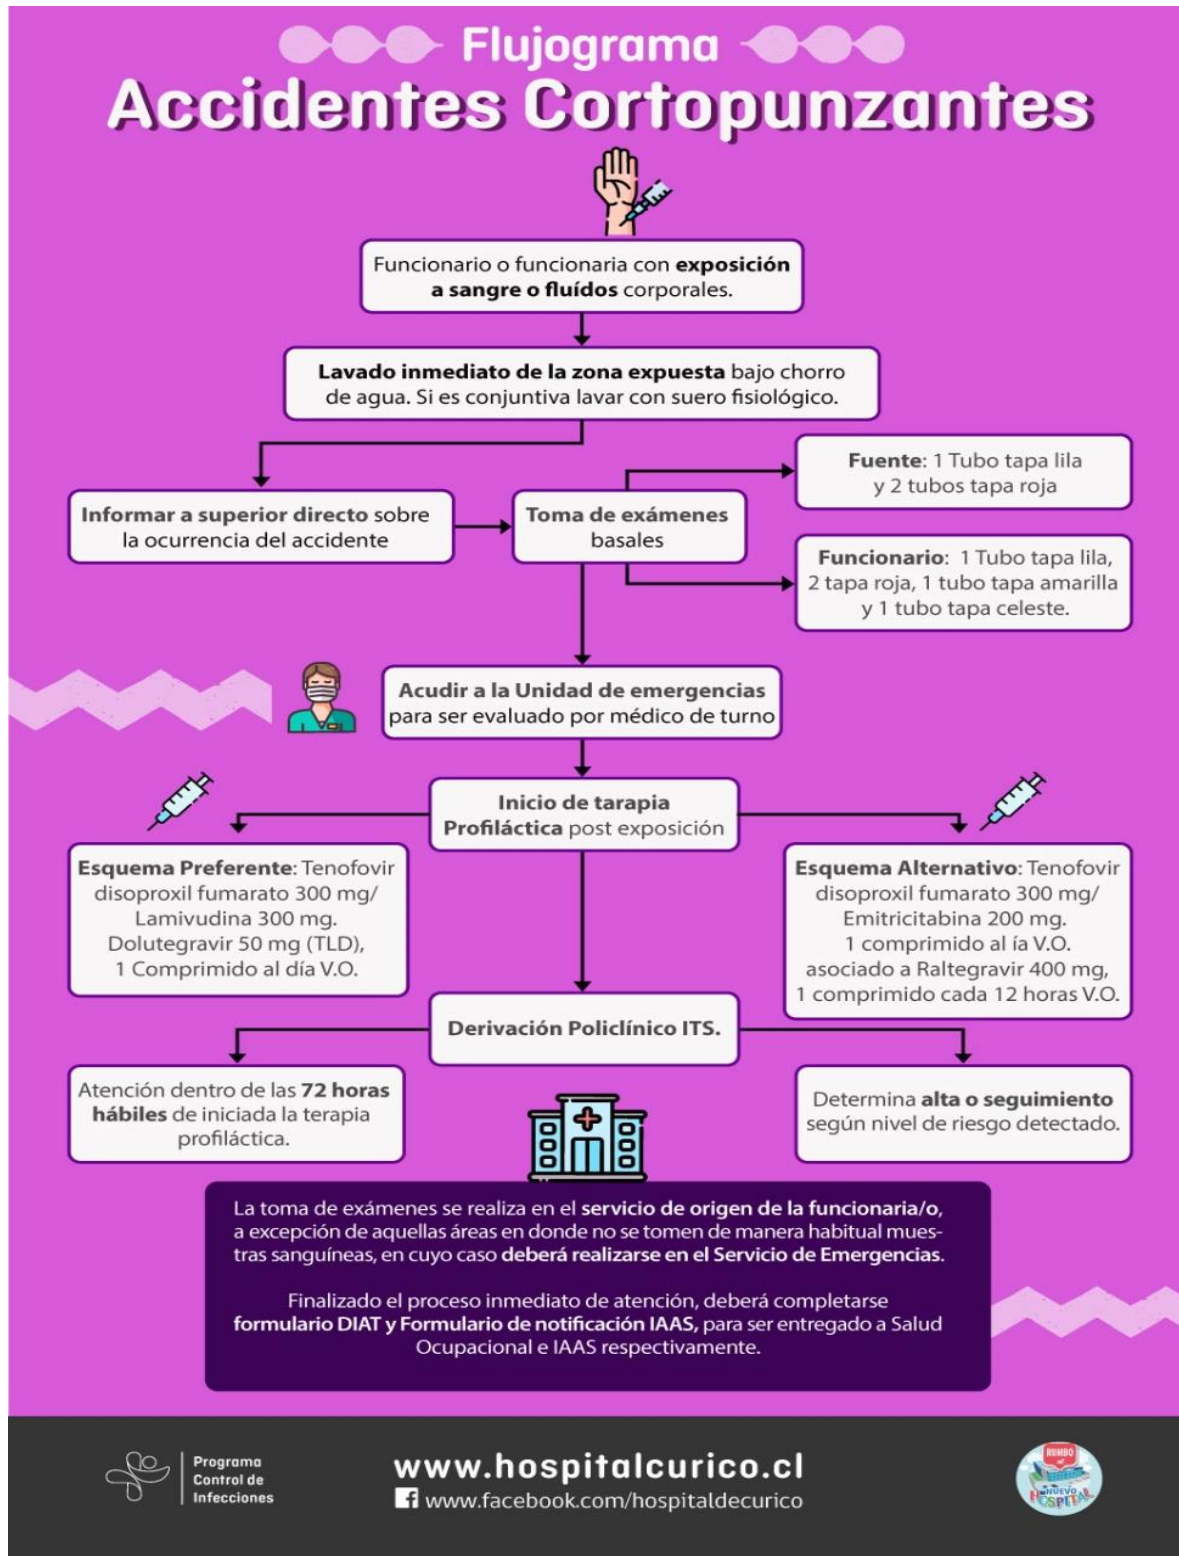 Flujograma
Accidentes Cortopunzantes
Funcionario o funcionaria con exposición
a sangre o fluídos corporales.
Lavado inmediato de la zona expuesta bajo chorro
de agua. Si es conjuntiva lavar con suero fisiológico.
Informar a superior directo sobre
la ocurrencia del accidente
Toma de exámenes
basales
Fuente: 1 Tubo tapa lila
y 2 tubos tapa roja
Funcionario: 1 Tubo tapa lila,
2 tapa roja, 1 tubo tapa amarilla
y 1 tubo tapa celeste.
Acudir a la Unidad de emergencias
para ser evaluado por médico de turno
Inicio de tarapia
Profiláctica post exposición
Esquema Preferente: Tenofovir
disoproxil fumarato 300 mg/
Lamivudina 300 mg.
Dolutegravir 50 mg (TLD),
1 Comprimido al día V.O.
Esquema Alternativo: Tenofovir
disoproxil fumarato 300 mg/
Emitricitabina 200 mg.
1 comprimido al ía V.O.
asociado a Raltegravir 400 mg,
1 comprimido cada 12 horas V.O.
Derivación Policlínico ITS.
Atención dentro de las 72 horas
hábiles de iniciada la terapia
profiláctica.
Determina alta o seguimiento
según nivel de riesgo detectado.
La toma de exámenes se realiza en el servicio de origen de la funcionaria/o,
a excepción de aquellas áreas en donde no se tomen de manera habitual mues-
tras sanguíneas, en cuyo caso deberá realizarse en el Servicio de Emergencias.
Finalizado el proceso inmediato de atención, deberá completarse
formulario DIAT y Formulario de notificación IAAS, para ser entregado a Salud
Ocupacional e IAAS respectivamente.
Programa
Control de
Infecciones
www.hospitalcurico.cl
www.facebook.com/hospitaldecurico
RUMBO
al
NUEVO
HOSPITAL